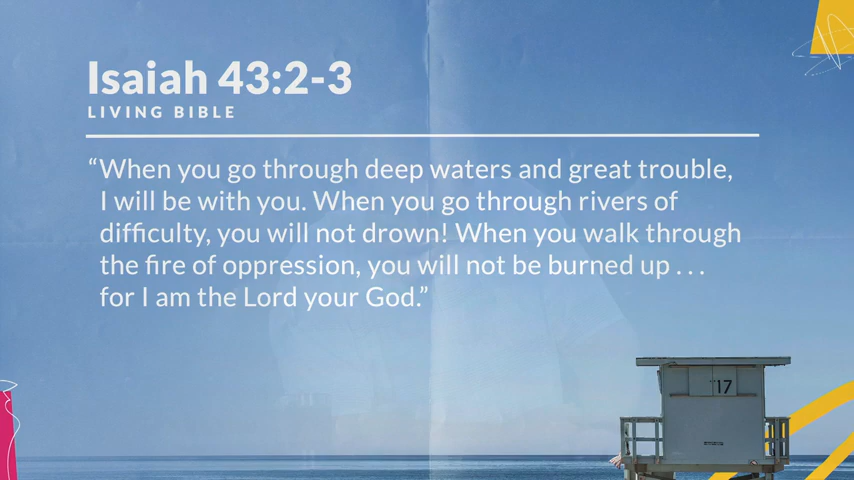 Isaiah 43:2-3
LIVING BIBLE
“When you go through deep waters and great trouble,
I will be with you. When you go through rivers of
difficulty, you will not drown! When you walk through
the fire of oppression, you will not be burned up . . .
for I am the Lord your God.”
17